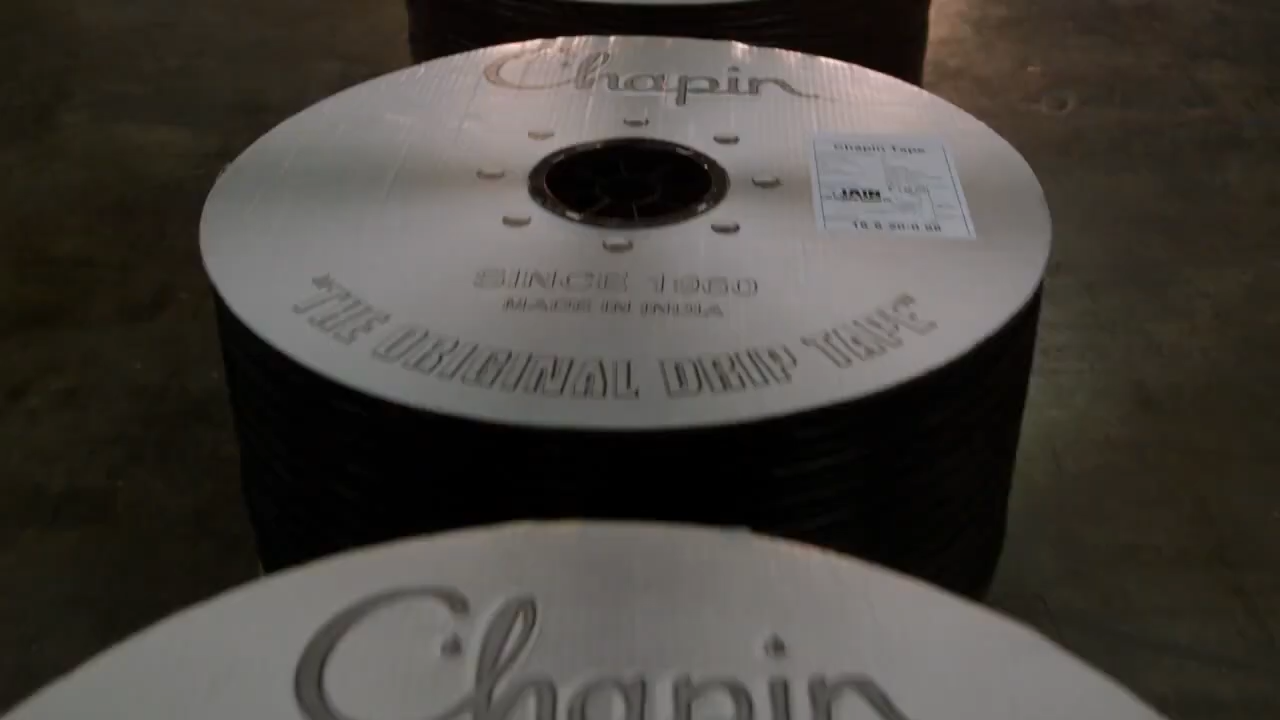 Chapin
Chapin Tape
JAIN
SINCE 1960
MADE IN INDIA
"THE ORIGINAL DRIP TAPE"
Chapin